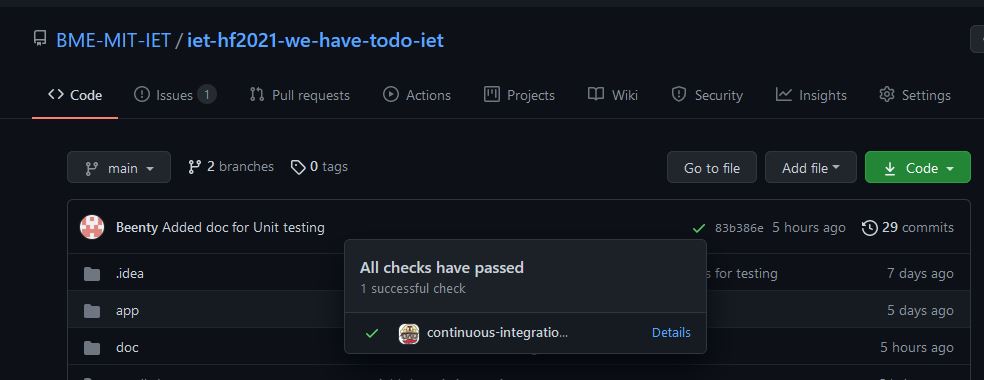 BME-MIT-IET / iet-hf2021-we-have-todo-iet
Code Issues 1 Pull requests Actions Projects Wiki Security Insights Settings
main 2 branches 0 tags Go to file Add file Code
Beenty Added doc for Unit testing 83b386e 5 hours ago 29 commits
All checks have passed
.idea s for testing 7 days ago
1 successful check
app 5 days ago
continuous-integratio... Details
doc 5 hours ago